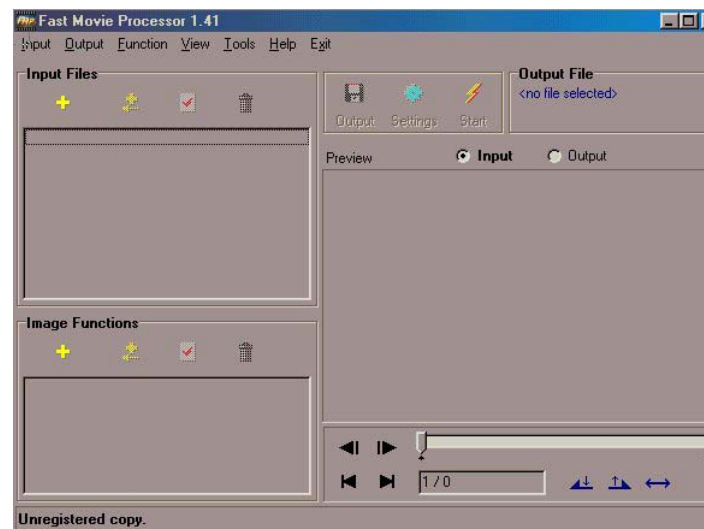 fmp Fast Movie Processor 1.41
Input Output Function View Tools Help Exit
Input Files
Output Settings Start
Output File
<no file selected>
Preview Input Output
Image Functions
1 / 0
Unregistered copy.